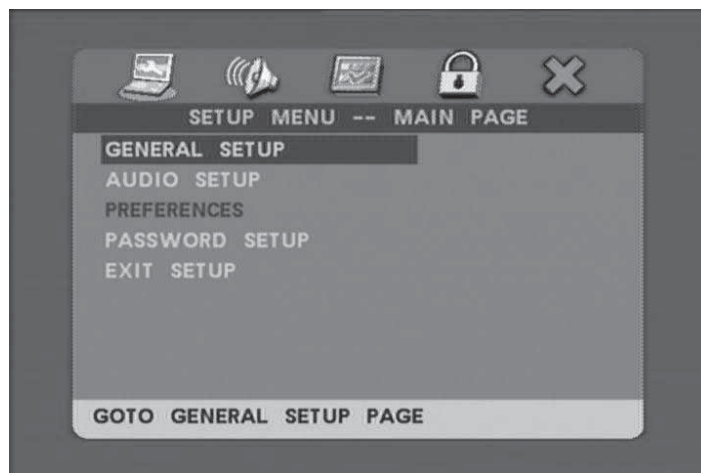 SETUP MENU -- MAIN PAGE
GENERAL SETUP
AUDIO SETUP
PREFERENCES
PASSWORD SETUP
EXIT SETUP
GOTO GENERAL SETUP PAGE